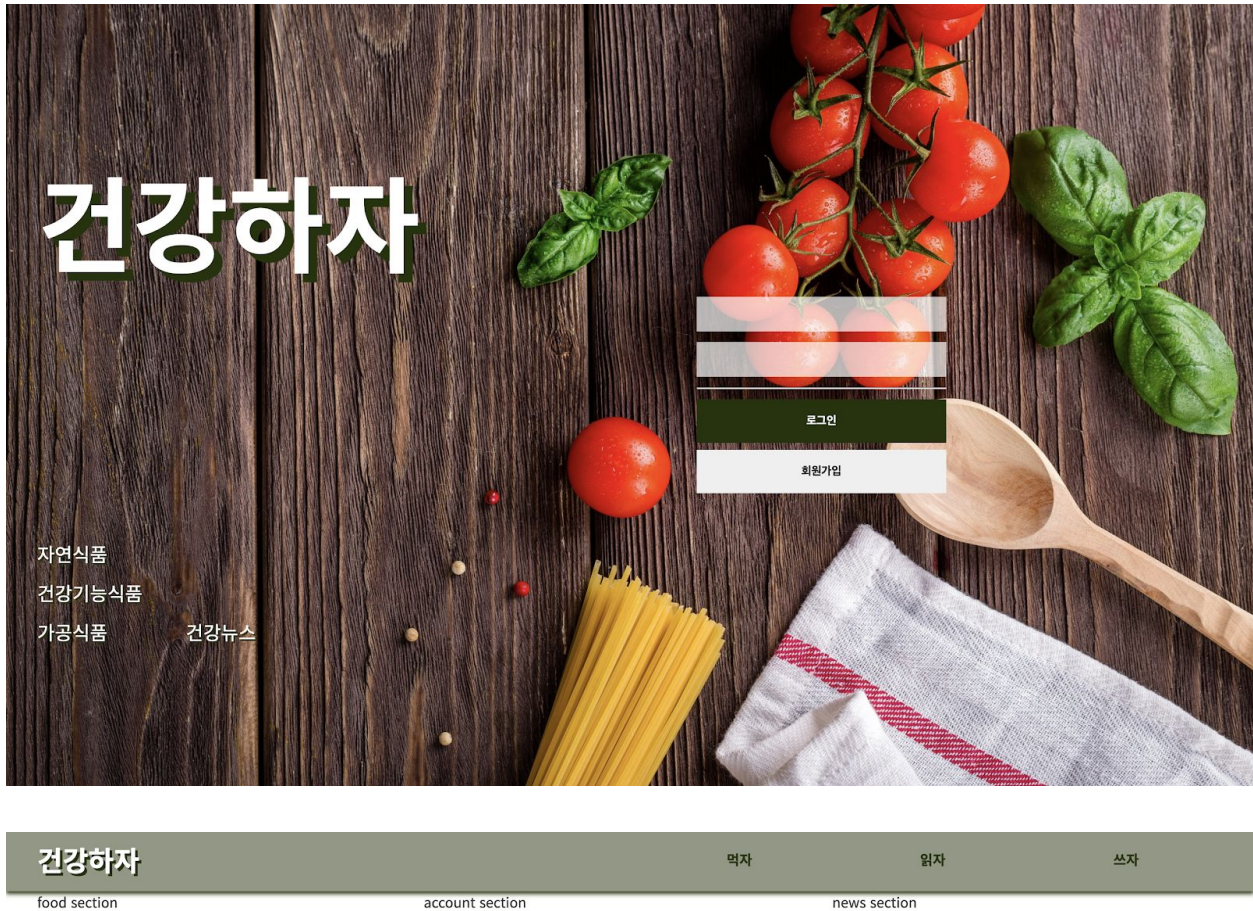 건강하자
로그인
회원가입
자연식품
건강기능식품
가공식품 건강뉴스
건강하자 먹자 읽자 쓰자
food section account section news section